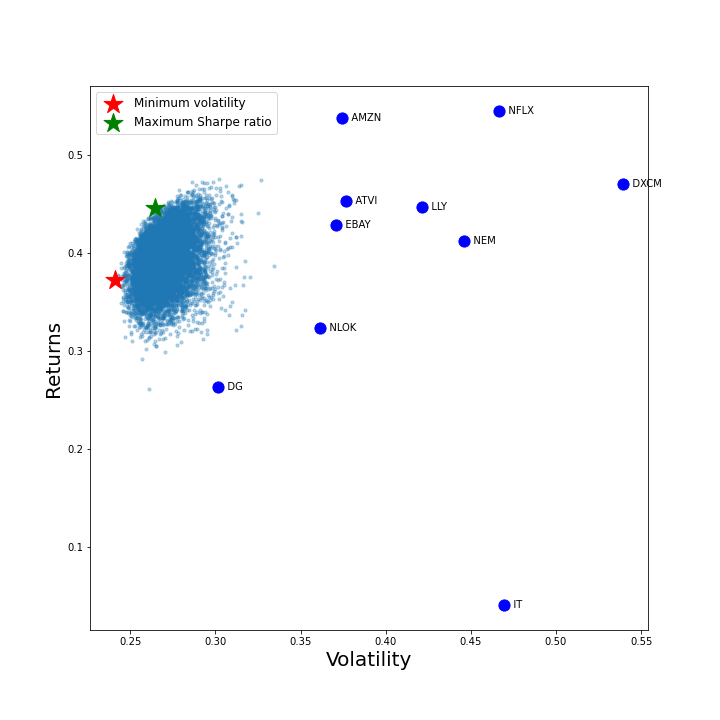 Minimum volatility
Maximum Sharpe ratio
NFLX
AMZN
DXCM
ATVI
LLY
EBAY
NEM
NLOK
DG
IT
0.5
0.4
0.3
0.2
0.1
Returns
0.25 0.30 0.35 0.40 0.45 0.50 0.55
Volatility